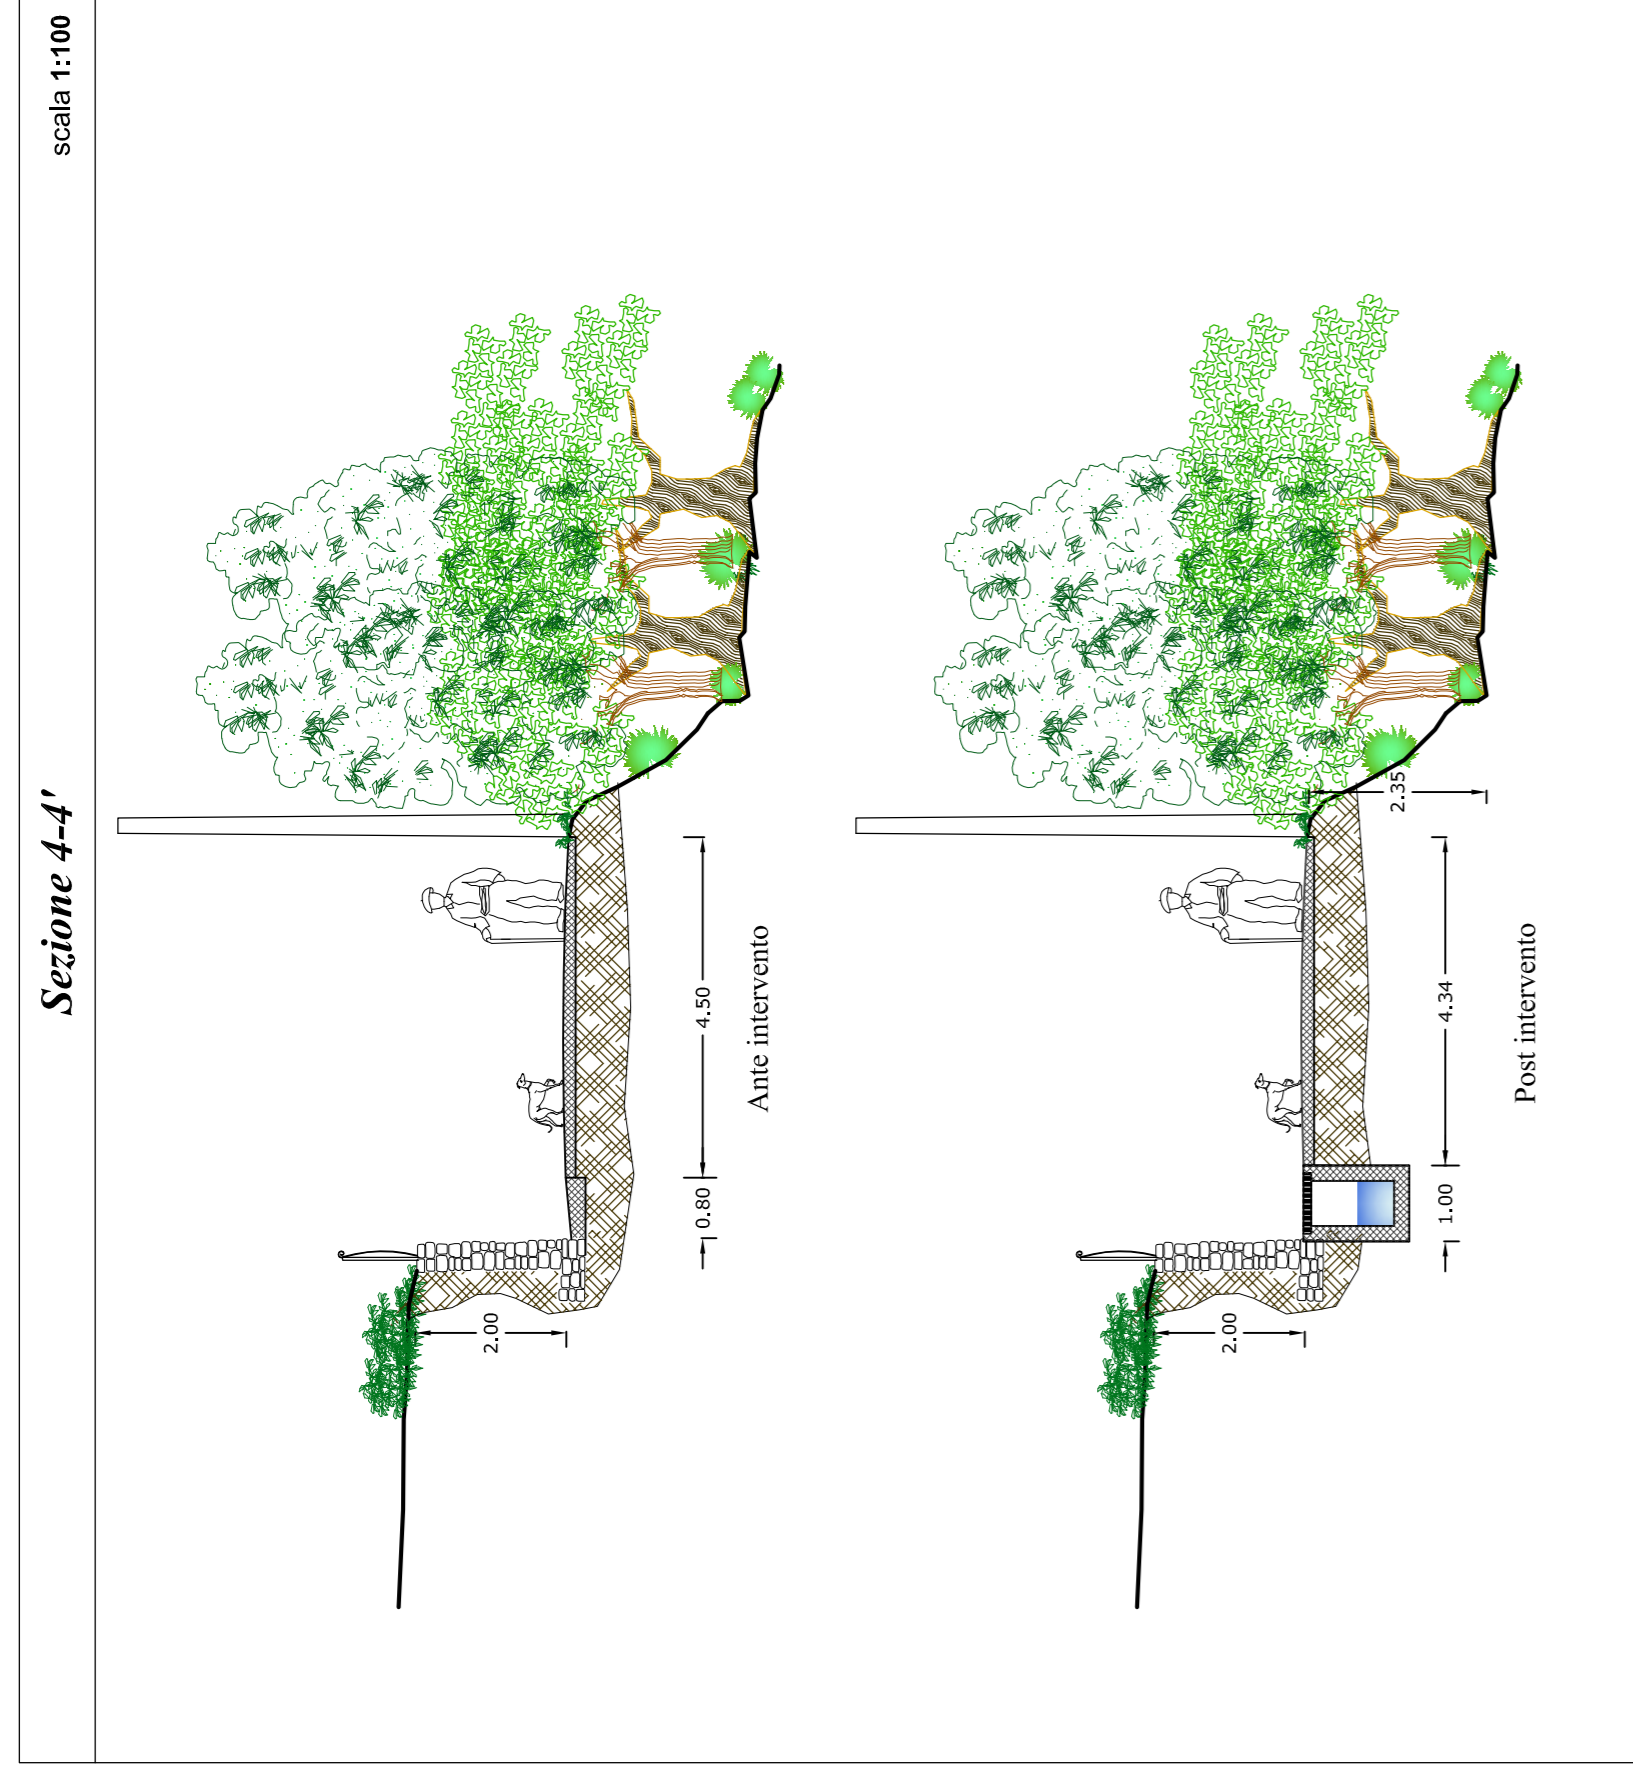 Sezione 4-4'
scala 1:100
2.00
0.80
4.50
Ante intervento
2.00
1.00
4.34
2.35
Post intervento